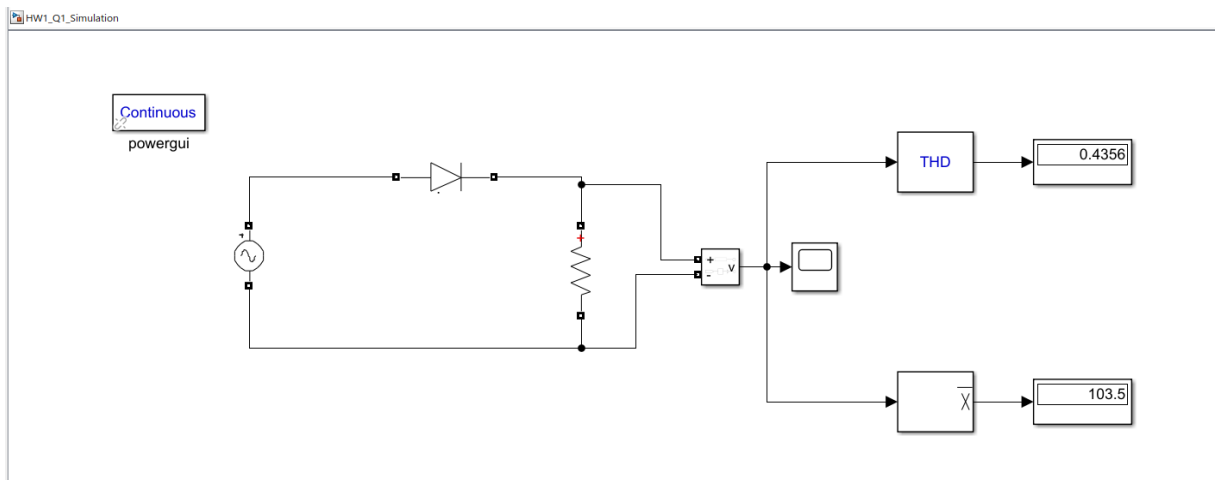 HW1_Q1_Simulation
Continuous
powergui
THD
0.4356
+
v
-
x
103.5